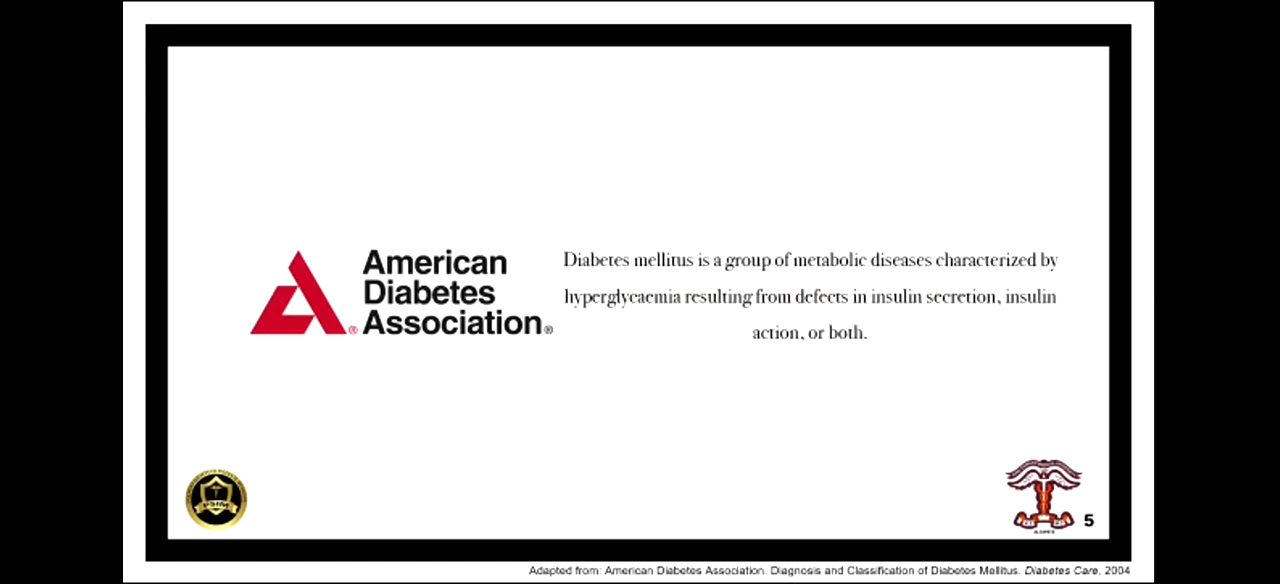 American
Diabetes
Association®
Diabetes mellitus is a group of metabolic diseases characterized by
hyperglycaemia resulting from defects in insulin secretion, insulin
action, or both.
5
Adapted from: American Diabetes Association. Diagnosis and Classification of Diabetes Mellitus. Diabetes Care, 2004